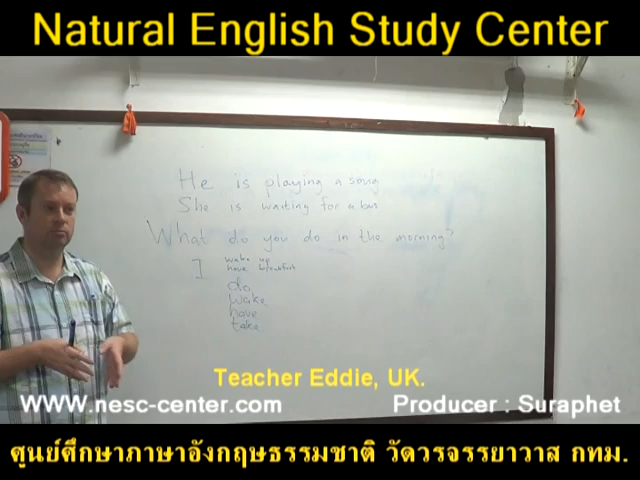 Natural English Study Center
He is playing a song
She is waiting for a bus
What do you do in the morning?
I wake up
have breakfast
do
wake
have
take
Teacher Eddie, UK.
WWW.nesc-center.com Producer : Suraphet
ศูนย์ศึกษาภาษาอังกฤษธรรมชาติ วัดวรจรรยาวาส กทม.